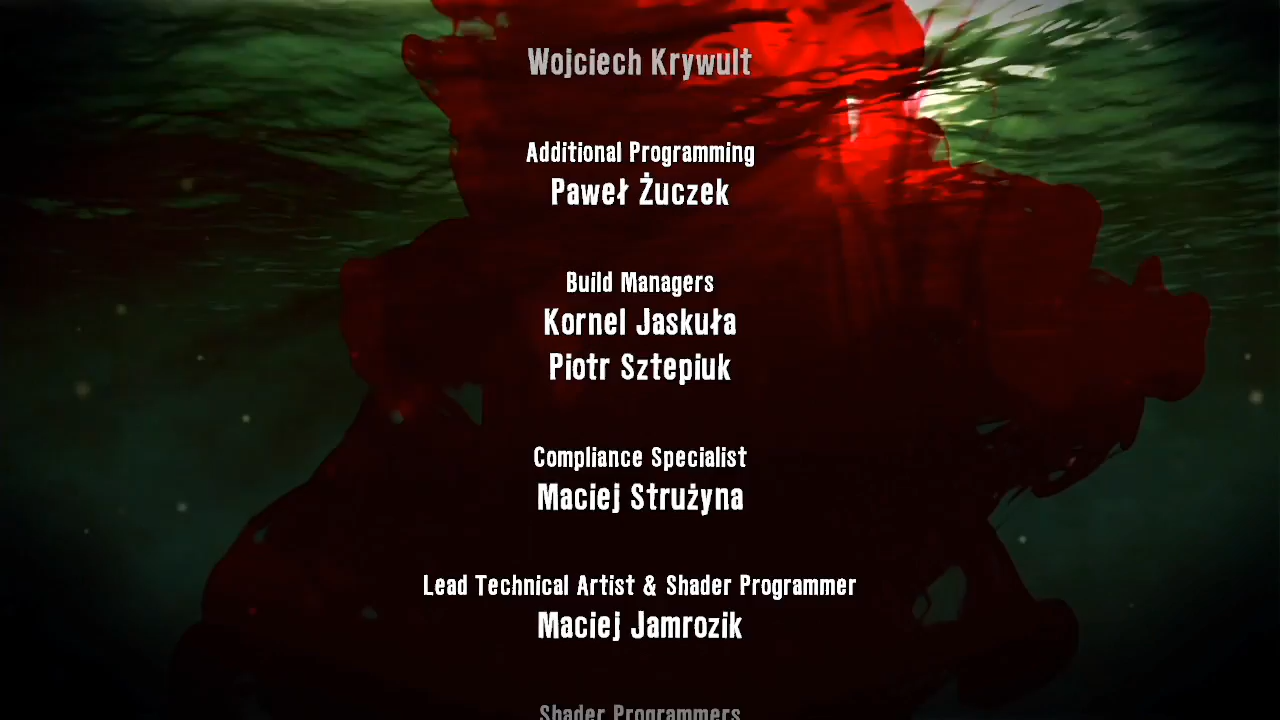 Wojciech Krywult
Additional Programming
Paweł Żuczek
Build Managers
Kornel Jaskuła
Piotr Sztepiuk
Compliance Specialist
Maciej Strużyna
Lead Technical Artist & Shader Programmer
Maciej Jamrozik
Shader Programmers